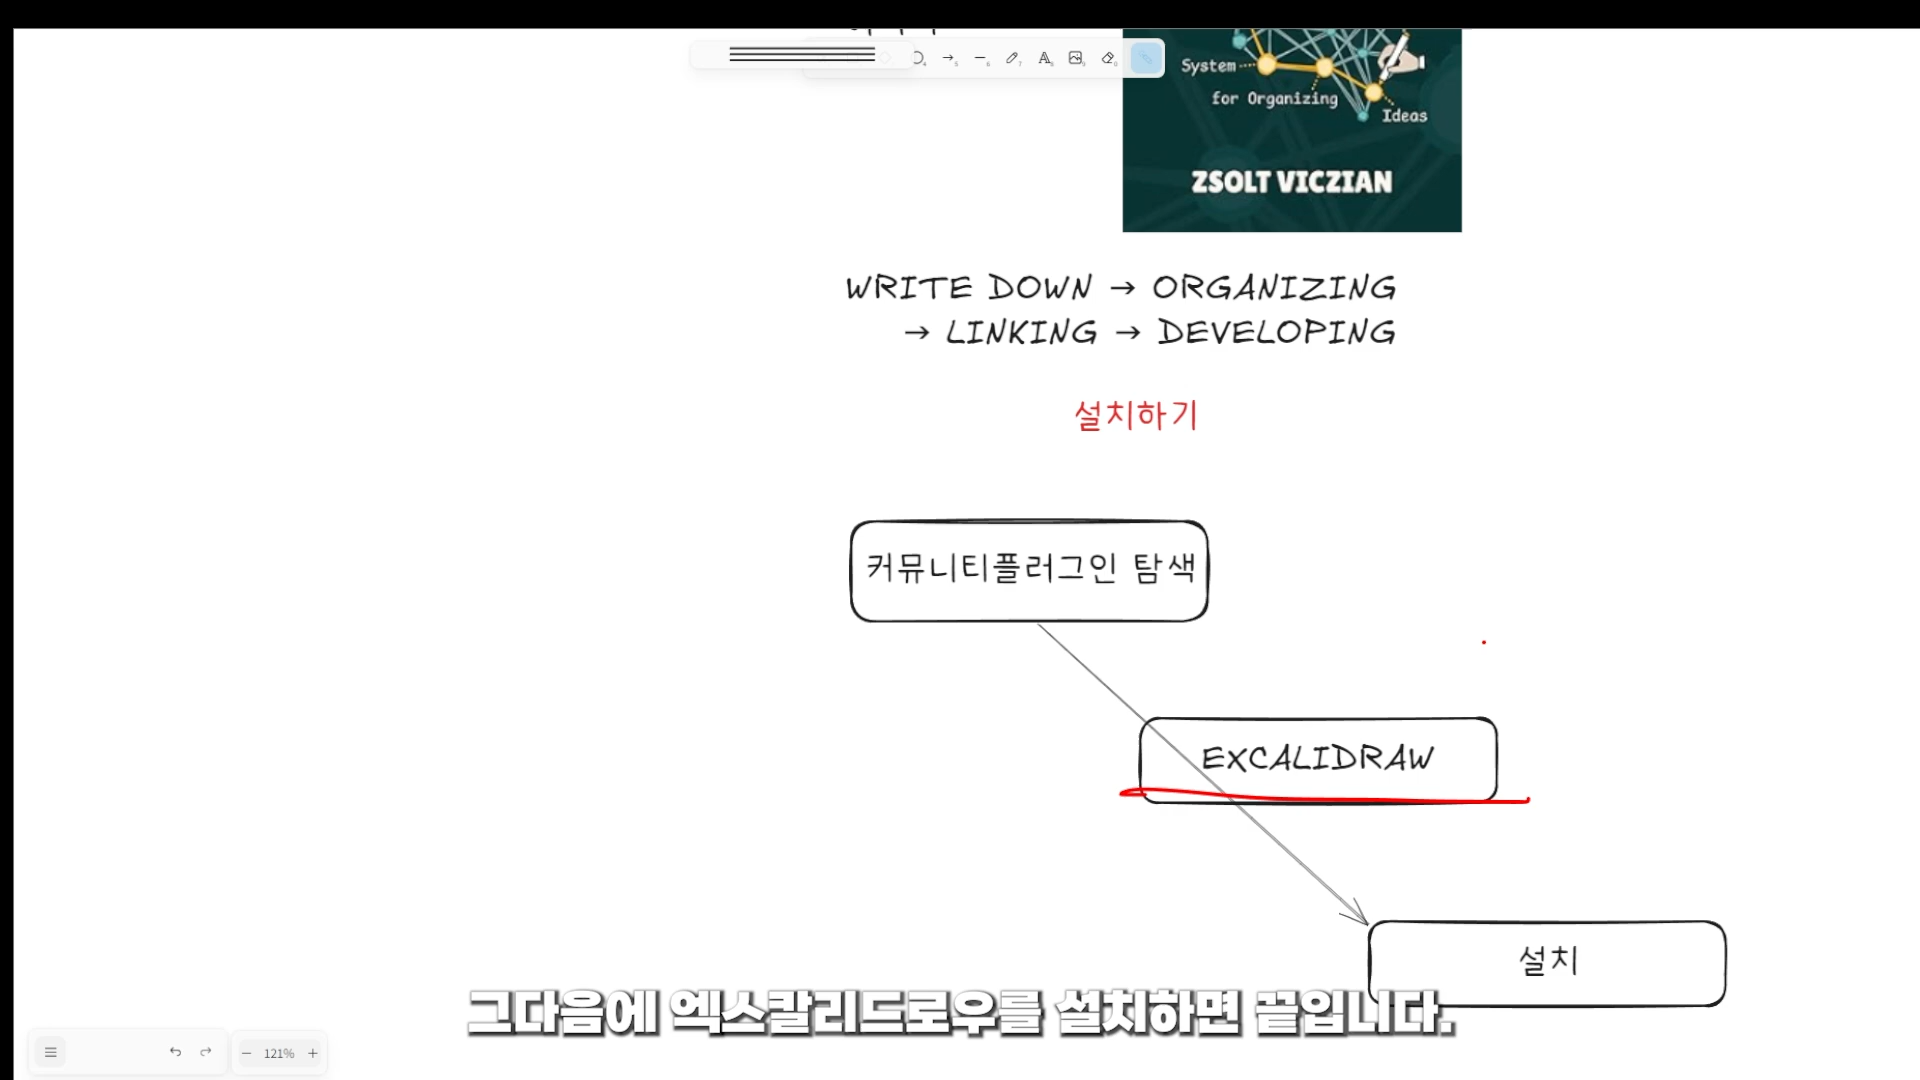 System
for Organizing
Ideas
ZSOLT VICZIAN
WRITE DOWN → ORGANIZING
→ LINKING → DEVELOPING
설치하기
커뮤니티플러그인 탐색
EXCALIDRAW
설치
그다음에 엑스칼리드로우를 설치하면 끝입니다.
121%